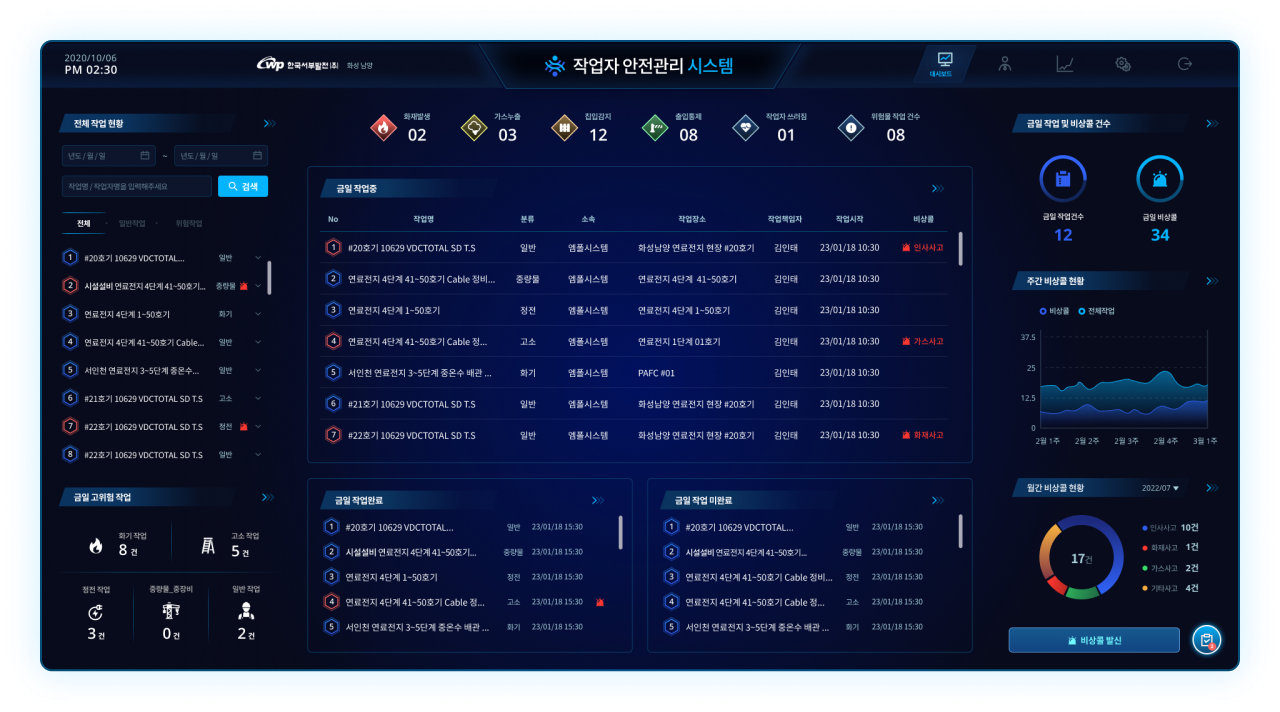 2020/10/06
PM 02:30
cwp 한국서부발전(주) 화성 남양
작업자 안전관리 시스템
대시보드
전체 작업 현황
년도/월/일 ~ 년도/월/일
작업명 / 작업자명을 입력해주세요 검색
전체 일반작업 위험작업
1 #20호기 10629 VDCTOTAL... 일반
2 시설설비 연료전지 4단계 41~50호기... 중량물
3 연료전지 4단계 1~50호기 화기
4 연료전지 4단계 41~50호기 Cable... 일반
5 서인천 연료전지 3~5단계 중온수... 일반
6 #21호기 10629 VDCTOTAL SD T.S 고소
7 #22호기 10629 VDCTOTAL SD T.S 정전
8 #22호기 10629 VDCTOTAL SD T.S 일반
금일 고위험 작업
화기 작업
8 건
고소 작업
5 건
정전 작업
3 건
중량물_중장비
0 건
일반 작업
2 건
화재발생
02
가스누출
03
침입감지
12
출입통제
08
작업자 쓰러짐
01
위험물 작업 건수
08
금일 작업중
No 작업명 분류 소속 작업장소 작업책임자 작업시작 비상콜
1 #20호기 10629 VDCTOTAL SD T.S 일반 엠폴시스템 화성남양 연료전지 현장 #20호기 김인태 23/01/18 10:30 인사사고
2 연료전지 4단계 41~50호기 Cable 정비... 중량물 엠폴시스템 연료전지 4단계 41~50호기 김인태 23/01/18 10:30
3 연료전지 4단계 1~50호기 정전 엠폴시스템 연료전지 4단계 1~50호기 김인태 23/01/18 10:30
4 연료전지 4단계 41~50호기 Cable 정... 고소 엠폴시스템 연료전지 1단계 01호기 김인태 23/01/18 10:30 가스사고
5 서인천 연료전지 3~5단계 중온수 배관 ... 화기 엠폴시스템 PAFC #01 김인태 23/01/18 10:30
6 #21호기 10629 VDCTOTAL SD T.S 일반 엠폴시스템 화성남양 연료전지 현장 #20호기 김인태 23/01/18 10:30
7 #22호기 10629 VDCTOTAL SD T.S 일반 엠폴시스템 화성남양 연료전지 현장 #20호기 김인태 23/01/18 10:30 화재사고
금일 작업완료
1 #20호기 10629 VDCTOTAL... 일반 23/01/18 15:30
2 시설설비 연료전지 4단계 41~50호기... 중량물 23/01/18 15:30
3 연료전지 4단계 1~50호기 정전 23/01/18 15:30
4 연료전지 4단계 41~50호기 Cable 정... 고소 23/01/18 15:30
5 서인천 연료전지 3~5단계 중온수 배관 ... 화기 23/01/18 15:30
금일 작업 미완료
1 #20호기 10629 VDCTOTAL... 일반 23/01/18 15:30
2 시설설비 연료전지 4단계 41~50호기... 중량물 23/01/18 15:30
3 연료전지 4단계 41~50호기 Cable 정비... 정전 23/01/18 15:30
4 연료전지 4단계 41~50호기 Cable 정... 고소 23/01/18 15:30
5 서인천 연료전지 3~5단계 중온수 배관 ... 화기 23/01/18 15:30
금일 작업 및 비상콜 건수
금일 작업건수
12
금일 비상콜
34
주간 비상콜 현황
비상콜 전체작업
37.5
25
12.5
0
2월 1주 2월 2주 2월 3주 2월 4주 3월 1주
월간 비상콜 현황 2022/07
17건
인사사고 10건
화재사고 1건
가스사고 2건
기타사고 4건
비상콜 발신